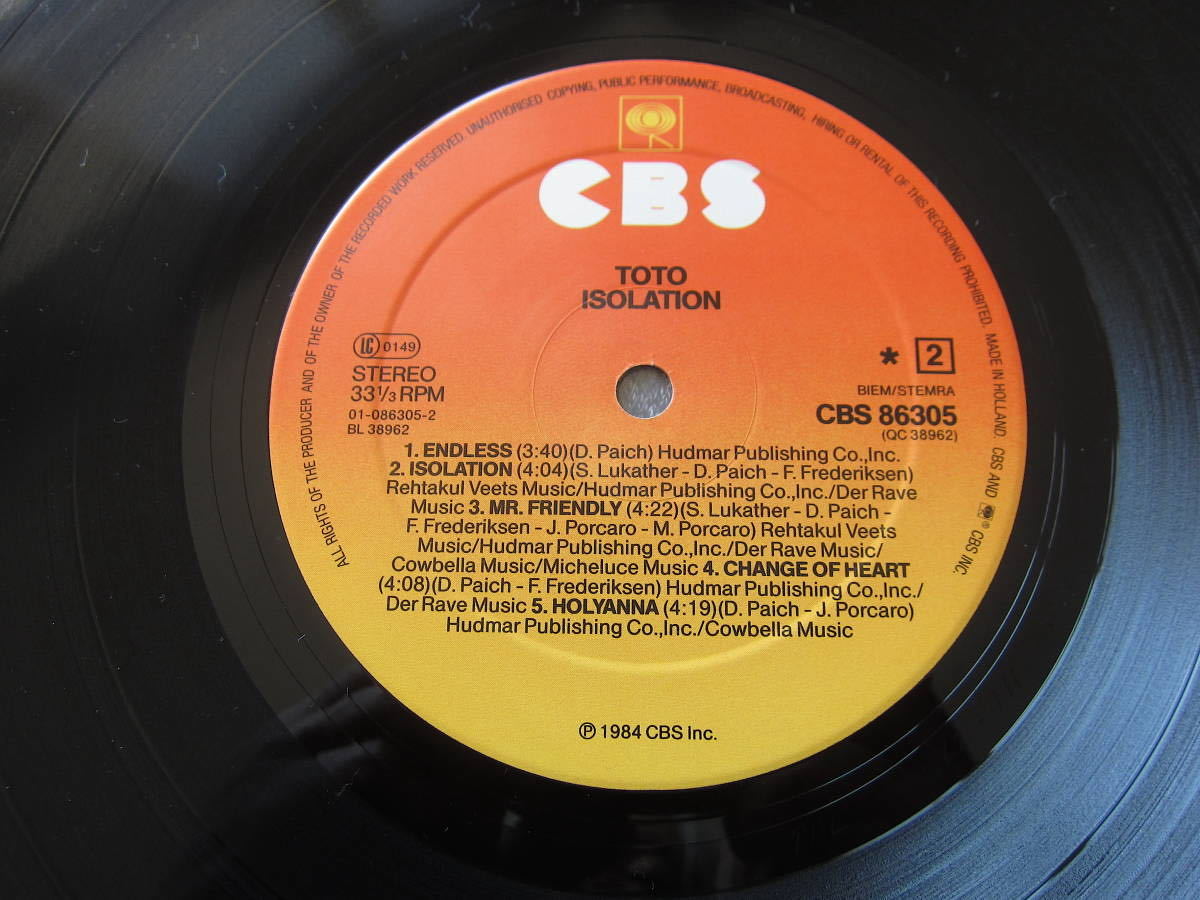 ALL RIGHTS OF THE PRODUCER AND OF THE OWNER OF THE RECORDED WORK RESERVED. UNAUTHORISED COPYING, PUBLIC PERFORMANCE, BROADCASTING, HIRING OR RENTAL OF THIS RECORDING PROHIBITED. MADE IN HOLLAND. CBS AND ® CBS INC.
CBS
TOTO
ISOLATION
LC 0149
STEREO
33 1/3 RPM
01-086305-2
BL 38962
* 2
BIEM/STEMRA
CBS 86305
(QC 38962)
1. ENDLESS (3:40)(D. Paich) Hudmar Publishing Co.,Inc.
2. ISOLATION (4:04)(S. Lukather - D. Paich - F. Frederiksen)
Rehtakul Veets Music/Hudmar Publishing Co.,Inc./Der Rave
Music 3. MR. FRIENDLY (4:22)(S. Lukather - D. Paich -
F. Frederiksen - J. Porcaro - M. Porcaro) Rehtakul Veets
Music/Hudmar Publishing Co.,Inc./Der Rave Music/
Cowbella Music/Micheluce Music 4. CHANGE OF HEART
(4:08)(D. Paich - F. Frederiksen) Hudmar Publishing Co.,Inc./
Der Rave Music 5. HOLYANNA (4:19)(D. Paich - J. Porcaro)
Hudmar Publishing Co.,Inc./Cowbella Music
℗ 1984 CBS Inc.